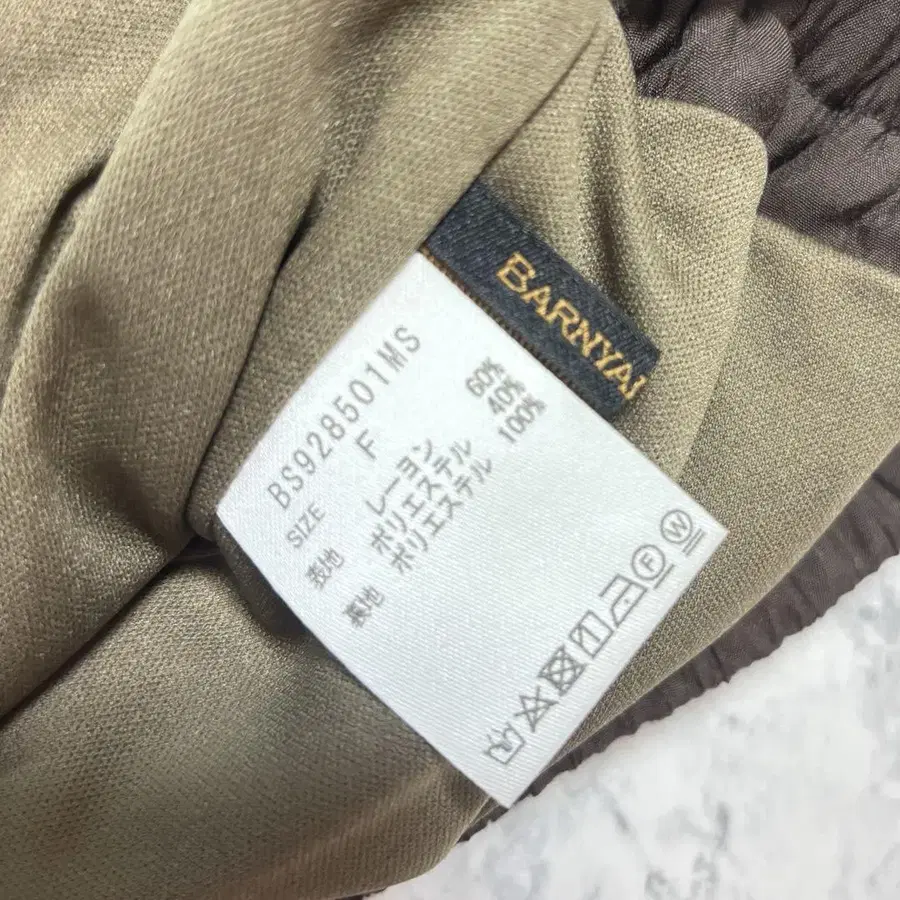 BARNYA
BS928501MS
SIZE F
表地 レーヨン 60%
ポリエステル 40%
裏地 ポリエステル 100%
F
W